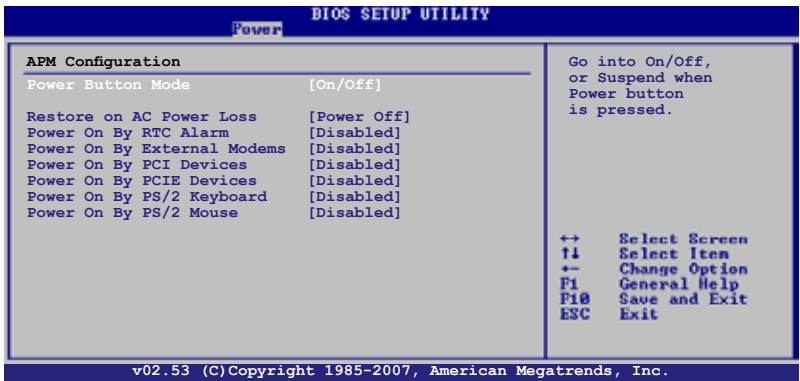 BIOS SETUP UTILITY
Power
APM Configuration
Power Button Mode [On/Off]
Restore on AC Power Loss [Power Off]
Power On By RTC Alarm [Disabled]
Power On By External Modems [Disabled]
Power On By PCI Devices [Disabled]
Power On By PCIE Devices [Disabled]
Power On By PS/2 Keyboard [Disabled]
Power On By PS/2 Mouse [Disabled]
Go into On/Off,
or Suspend when
Power button
is pressed.
←→ Select Screen
↑↓ Select Item
+- Change Option
F1 General Help
F10 Save and Exit
ESC Exit
v02.53 (C)Copyright 1985-2007, American Megatrends, Inc.